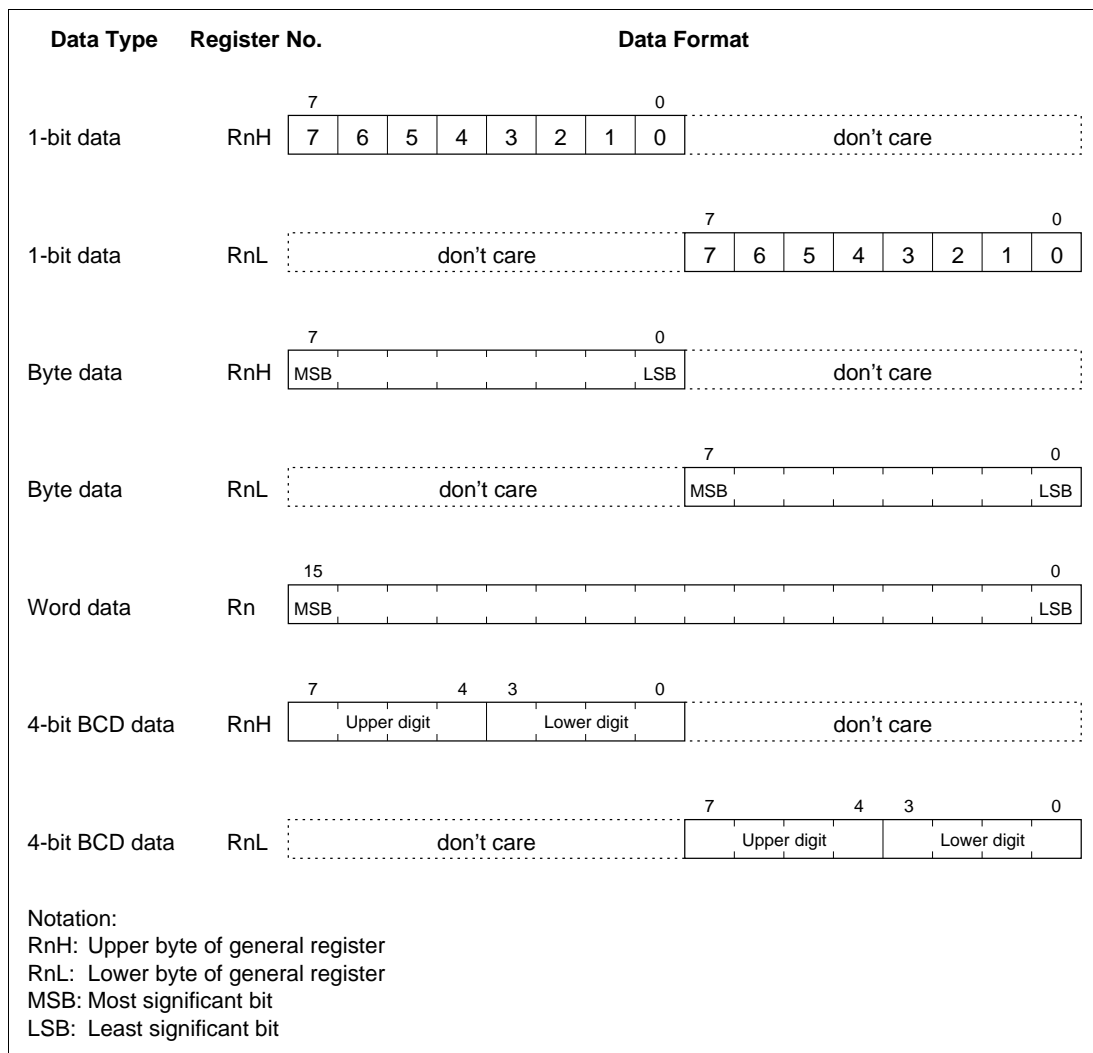 Data Type Register No. Data Format
7 0
1-bit data RnH 7 6 5 4 3 2 1 0 don't care
7 0
1-bit data RnL don't care 7 6 5 4 3 2 1 0
7 0
Byte data RnH MSB LSB don't care
7 0
Byte data RnL don't care MSB LSB
15 0
Word data Rn MSB LSB
7 4 3 0
4-bit BCD data RnH Upper digit Lower digit don't care
7 4 3 0
4-bit BCD data RnL don't care Upper digit Lower digit
Notation:
RnH: Upper byte of general register
RnL: Lower byte of general register
MSB: Most significant bit
LSB: Least significant bit